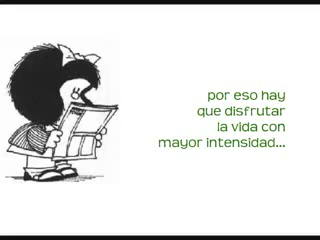 por eso hay
que disfrutar
la vida con
mayor intensidad...